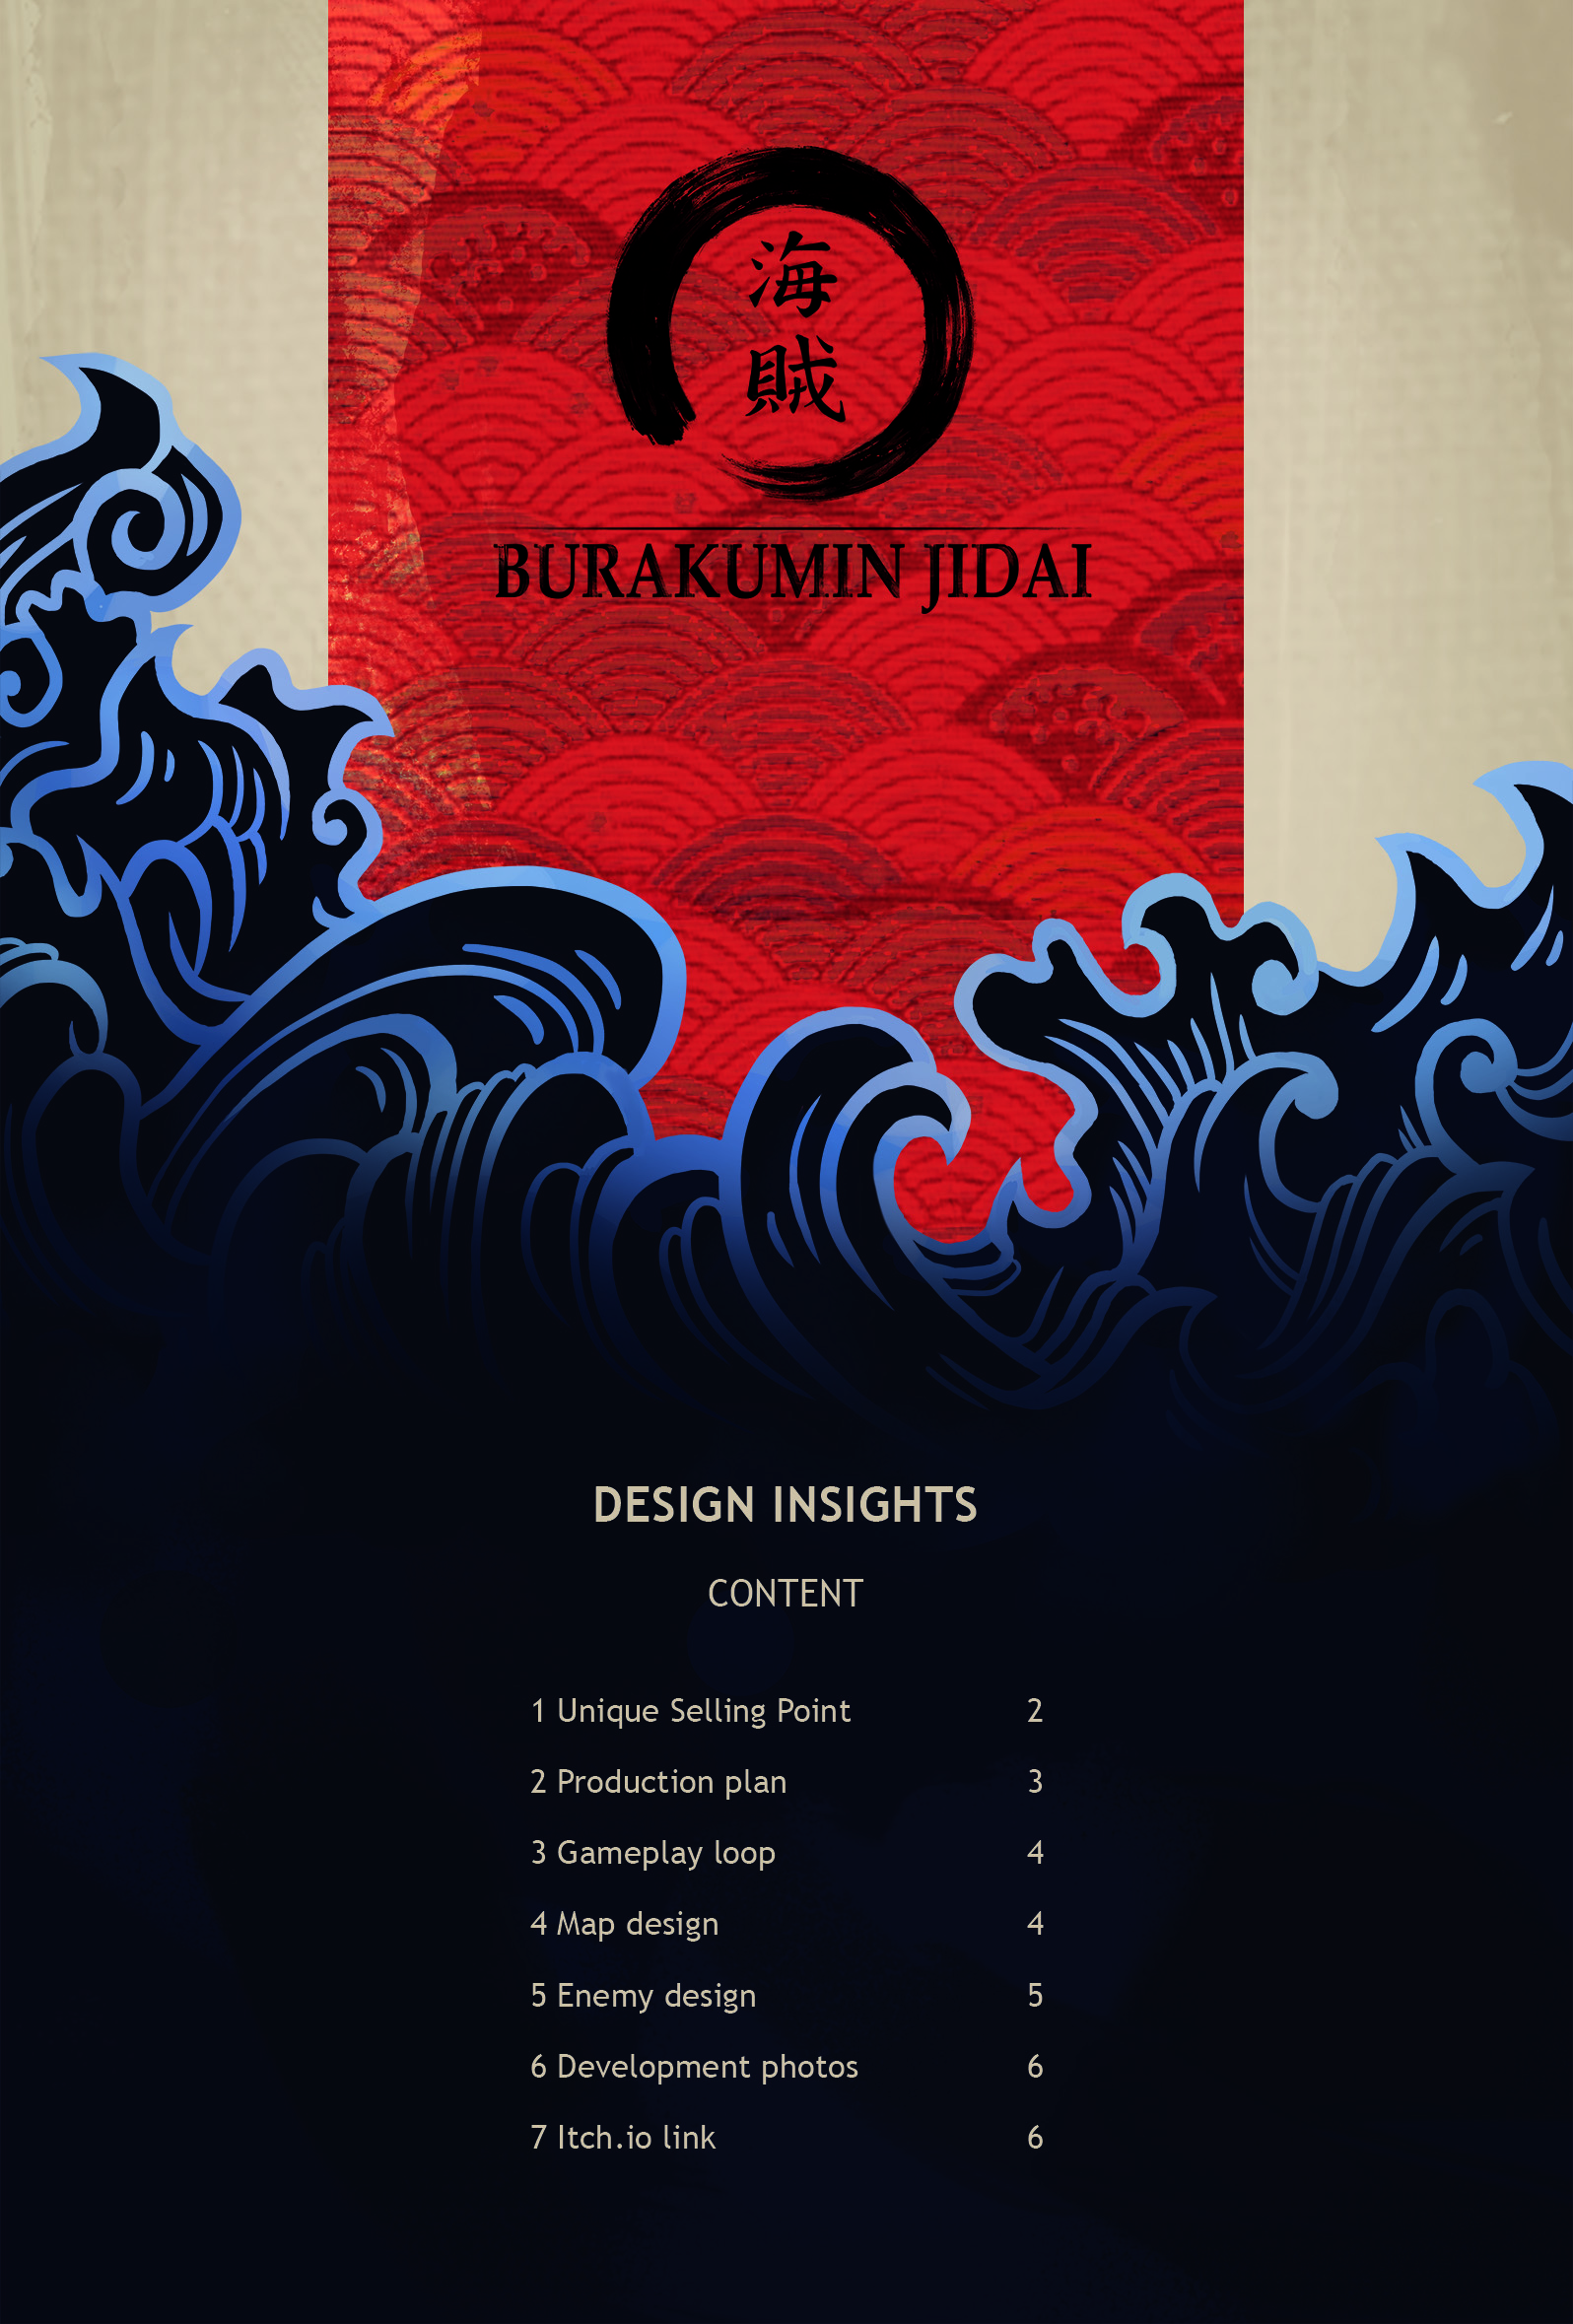 海
賊
BURAKUMIN JIDAI
DESIGN INSIGHTS
CONTENT
1 Unique Selling Point 2
2 Production plan 3
3 Gameplay loop 4
4 Map design 4
5 Enemy design 5
6 Development photos 6
7 Itch.io link 6